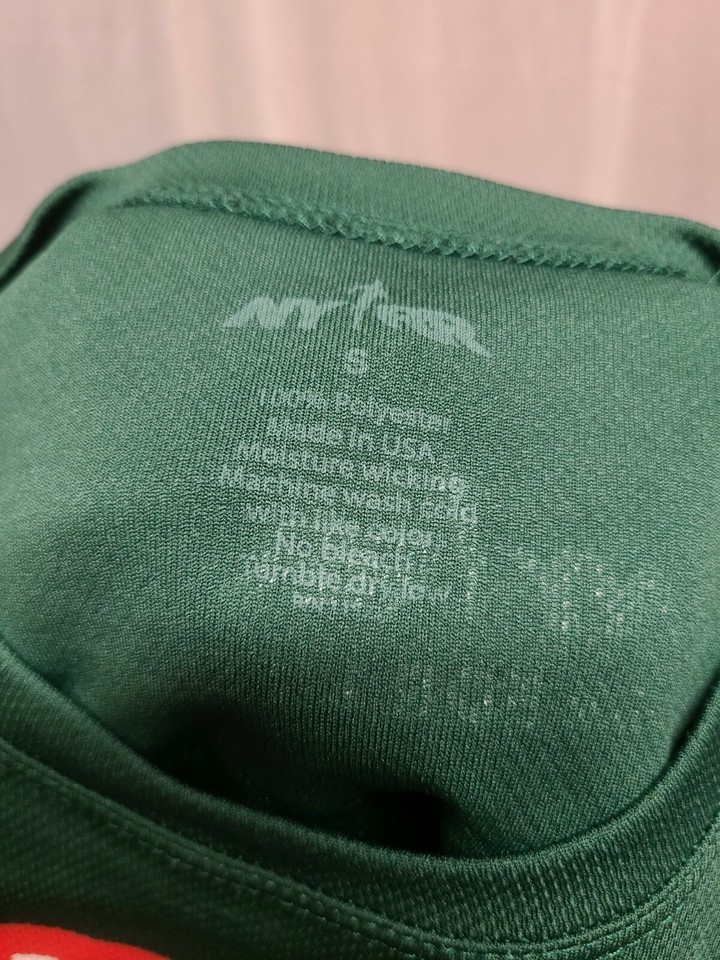 S
100% Polyester
Made in USA
Moisture wicking
Machine wash cold
with like color
No bleach
Tumble dry low